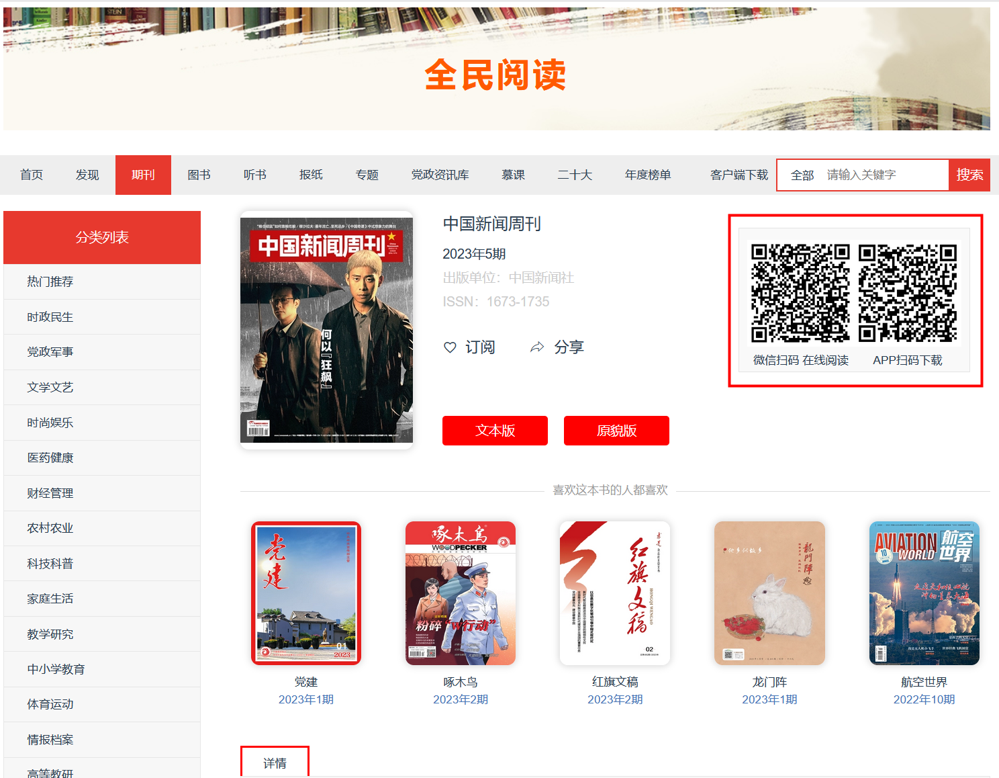 全民阅读
首页 发现 期刊 图书 听书 报纸 专题 党政资讯库 慕课 二十大 年度榜单 客户端下载 全部 请输入关键字 搜索
分类列表
热门推荐
时政民生
党政军事
文学文艺
时尚娱乐
医药健康
财经管理
农村农业
科技科普
家庭生活
教学研究
中小学教育
体育运动
情报档案
高等教研
中国新闻周刊
何以『狂飙』
中国新闻周刊
2023年5期
出版单位：中国新闻社
ISSN：1673-1735
订阅 分享
文本版 原貌版
微信扫码 在线阅读 APP扫码下载
喜欢这本书的人都喜欢
党建
01
2023
啄木鸟
WOODPECKER
粉碎“W行动”
红旗文稿
HONGQI WENGAO
02
龍門陣
AVIATION
WORLD
航空世界
10
党建 啄木鸟 红旗文稿 龙门阵 航空世界
2023年1期 2023年2期 2023年2期 2023年1期 2022年10期
详情